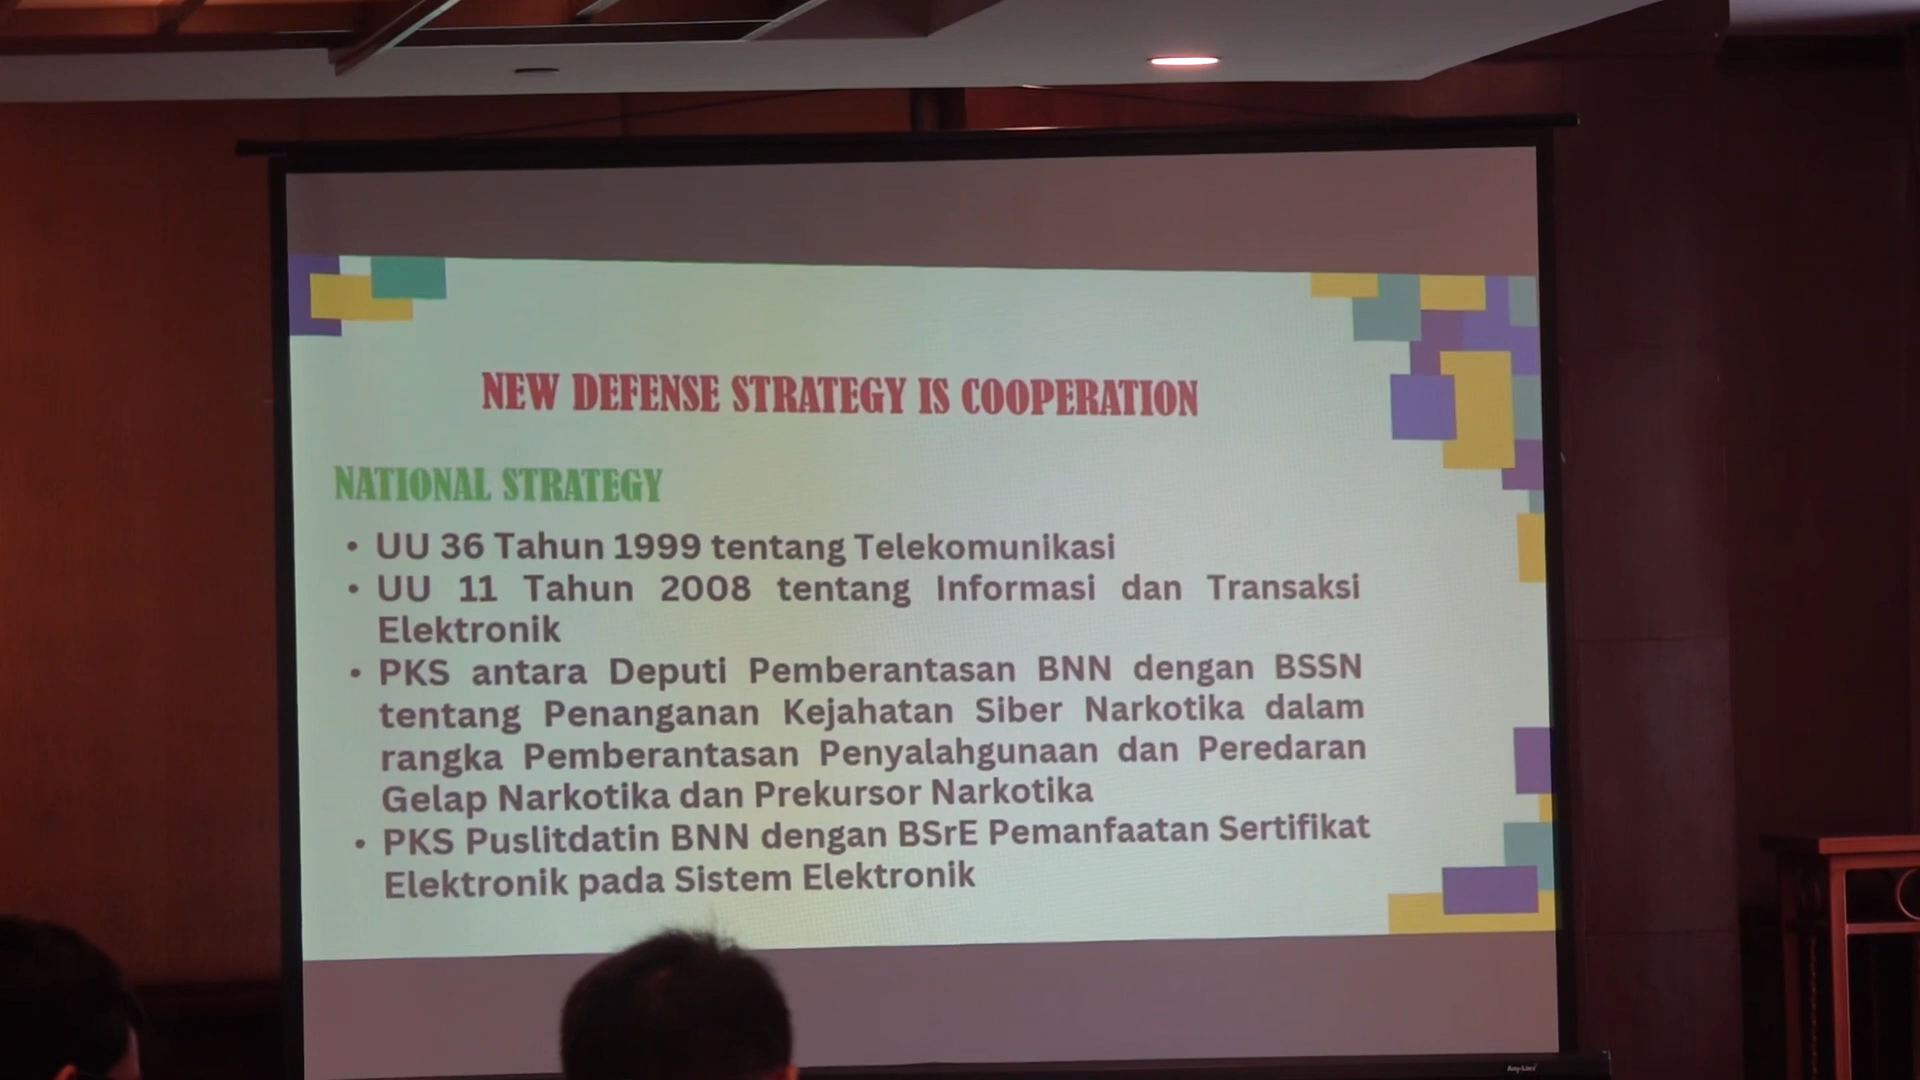 NEW DEFENSE STRATEGY IS COOPERATION
NATIONAL STRATEGY
• UU 36 Tahun 1999 tentang Telekomunikasi
• UU 11 Tahun 2008 tentang Informasi dan Transaksi
Elektronik
• PKS antara Deputi Pemberantasan BNN dengan BSSN
tentang Penanganan Kejahatan Siber Narkotika dalam
rangka Pemberantasan Penyalahgunaan dan Peredaran
Gelap Narkotika dan Prekursor Narkotika
• PKS Puslitdatin BNN dengan BSrE Pemanfaatan Sertifikat
Elektronik pada Sistem Elektronik